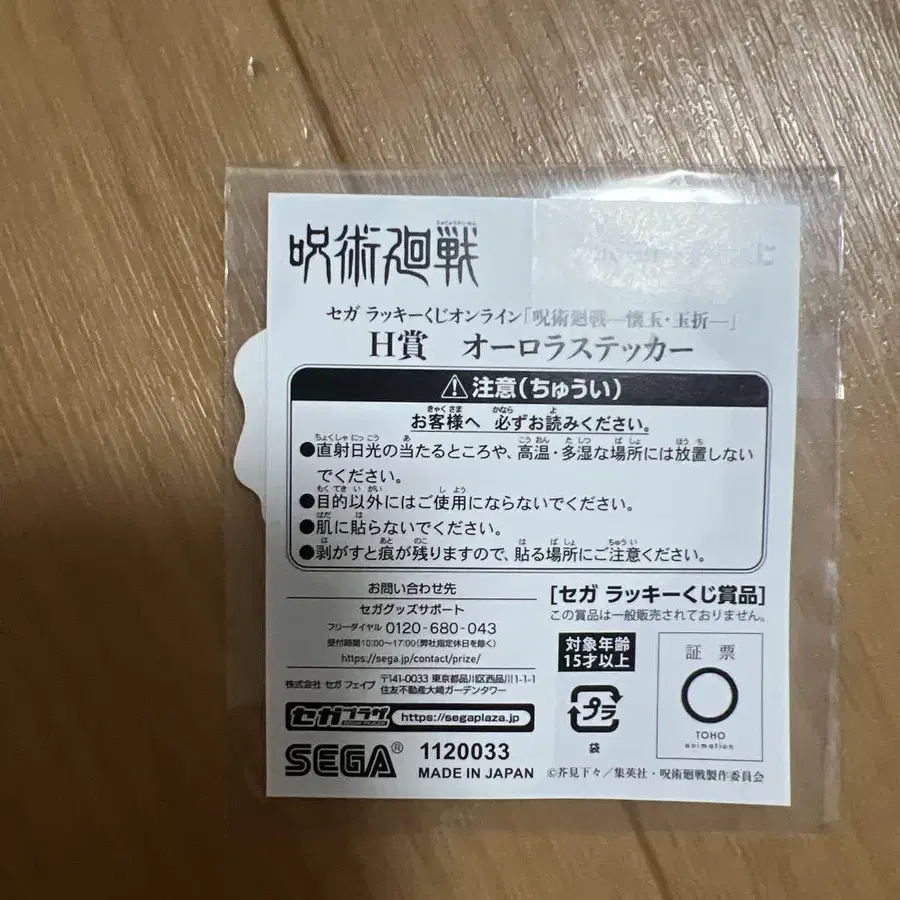 呪術廻戦
セガ ラッキーくじオンライン「呪術廻戦―懐玉・玉折―」
H賞 オーロラステッカー
⚠注意(ちゅうい)
お客様へ 必ずお読みください。
●直射日光の当たるところや、高温・多湿な場所には放置しない
でください。
●目的以外にはご使用にならないでください。
●肌に貼らないでください。
●剥がすと痕が残りますので、貼る場所にご注意ください。
お問い合わせ先
セガグッズサポート
フリーダイヤル 0120-680-043
受付時間10:00~17:00(弊社指定休日を除く)
https://sega.jp/contact/prize/
株式会社 セガ フェイブ 〒141-0033 東京都品川区西品川1-1-1
住友不動産大崎ガーデンタワー
セガプラザ https://segaplaza.jp
SEGA® 1120033
MADE IN JAPAN
[セガ ラッキーくじ賞品]
この賞品は一般販売されておりません。
対象年齢
15才以上
プラ
袋
証票
TOHO
animation
©芥見下々/集英社・呪術廻戦製作委員会